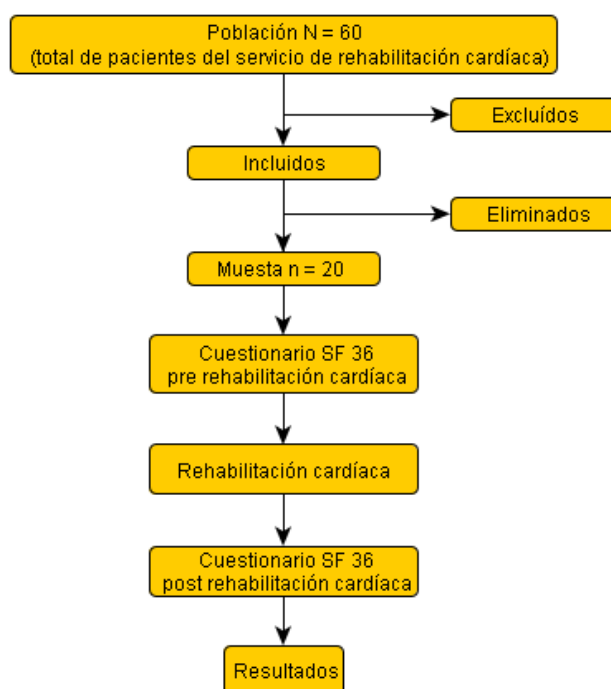 Población N = 60
(total de pacientes del servicio de rehabilitación cardíaca)
Excluídos
Incluidos
Eliminados
Muesta n = 20
Cuestionario SF 36
pre rehabilitación cardíaca
Rehabilitación cardíaca
Cuestionario SF 36
post rehabilitación cardíaca
Resultados